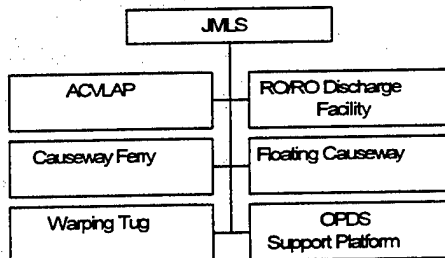 JMLS
ACVLAP
RO/RO Discharge
Facility
Causeway Ferry
Floating Causeway
Warping Tug
OPDS
Support Platform